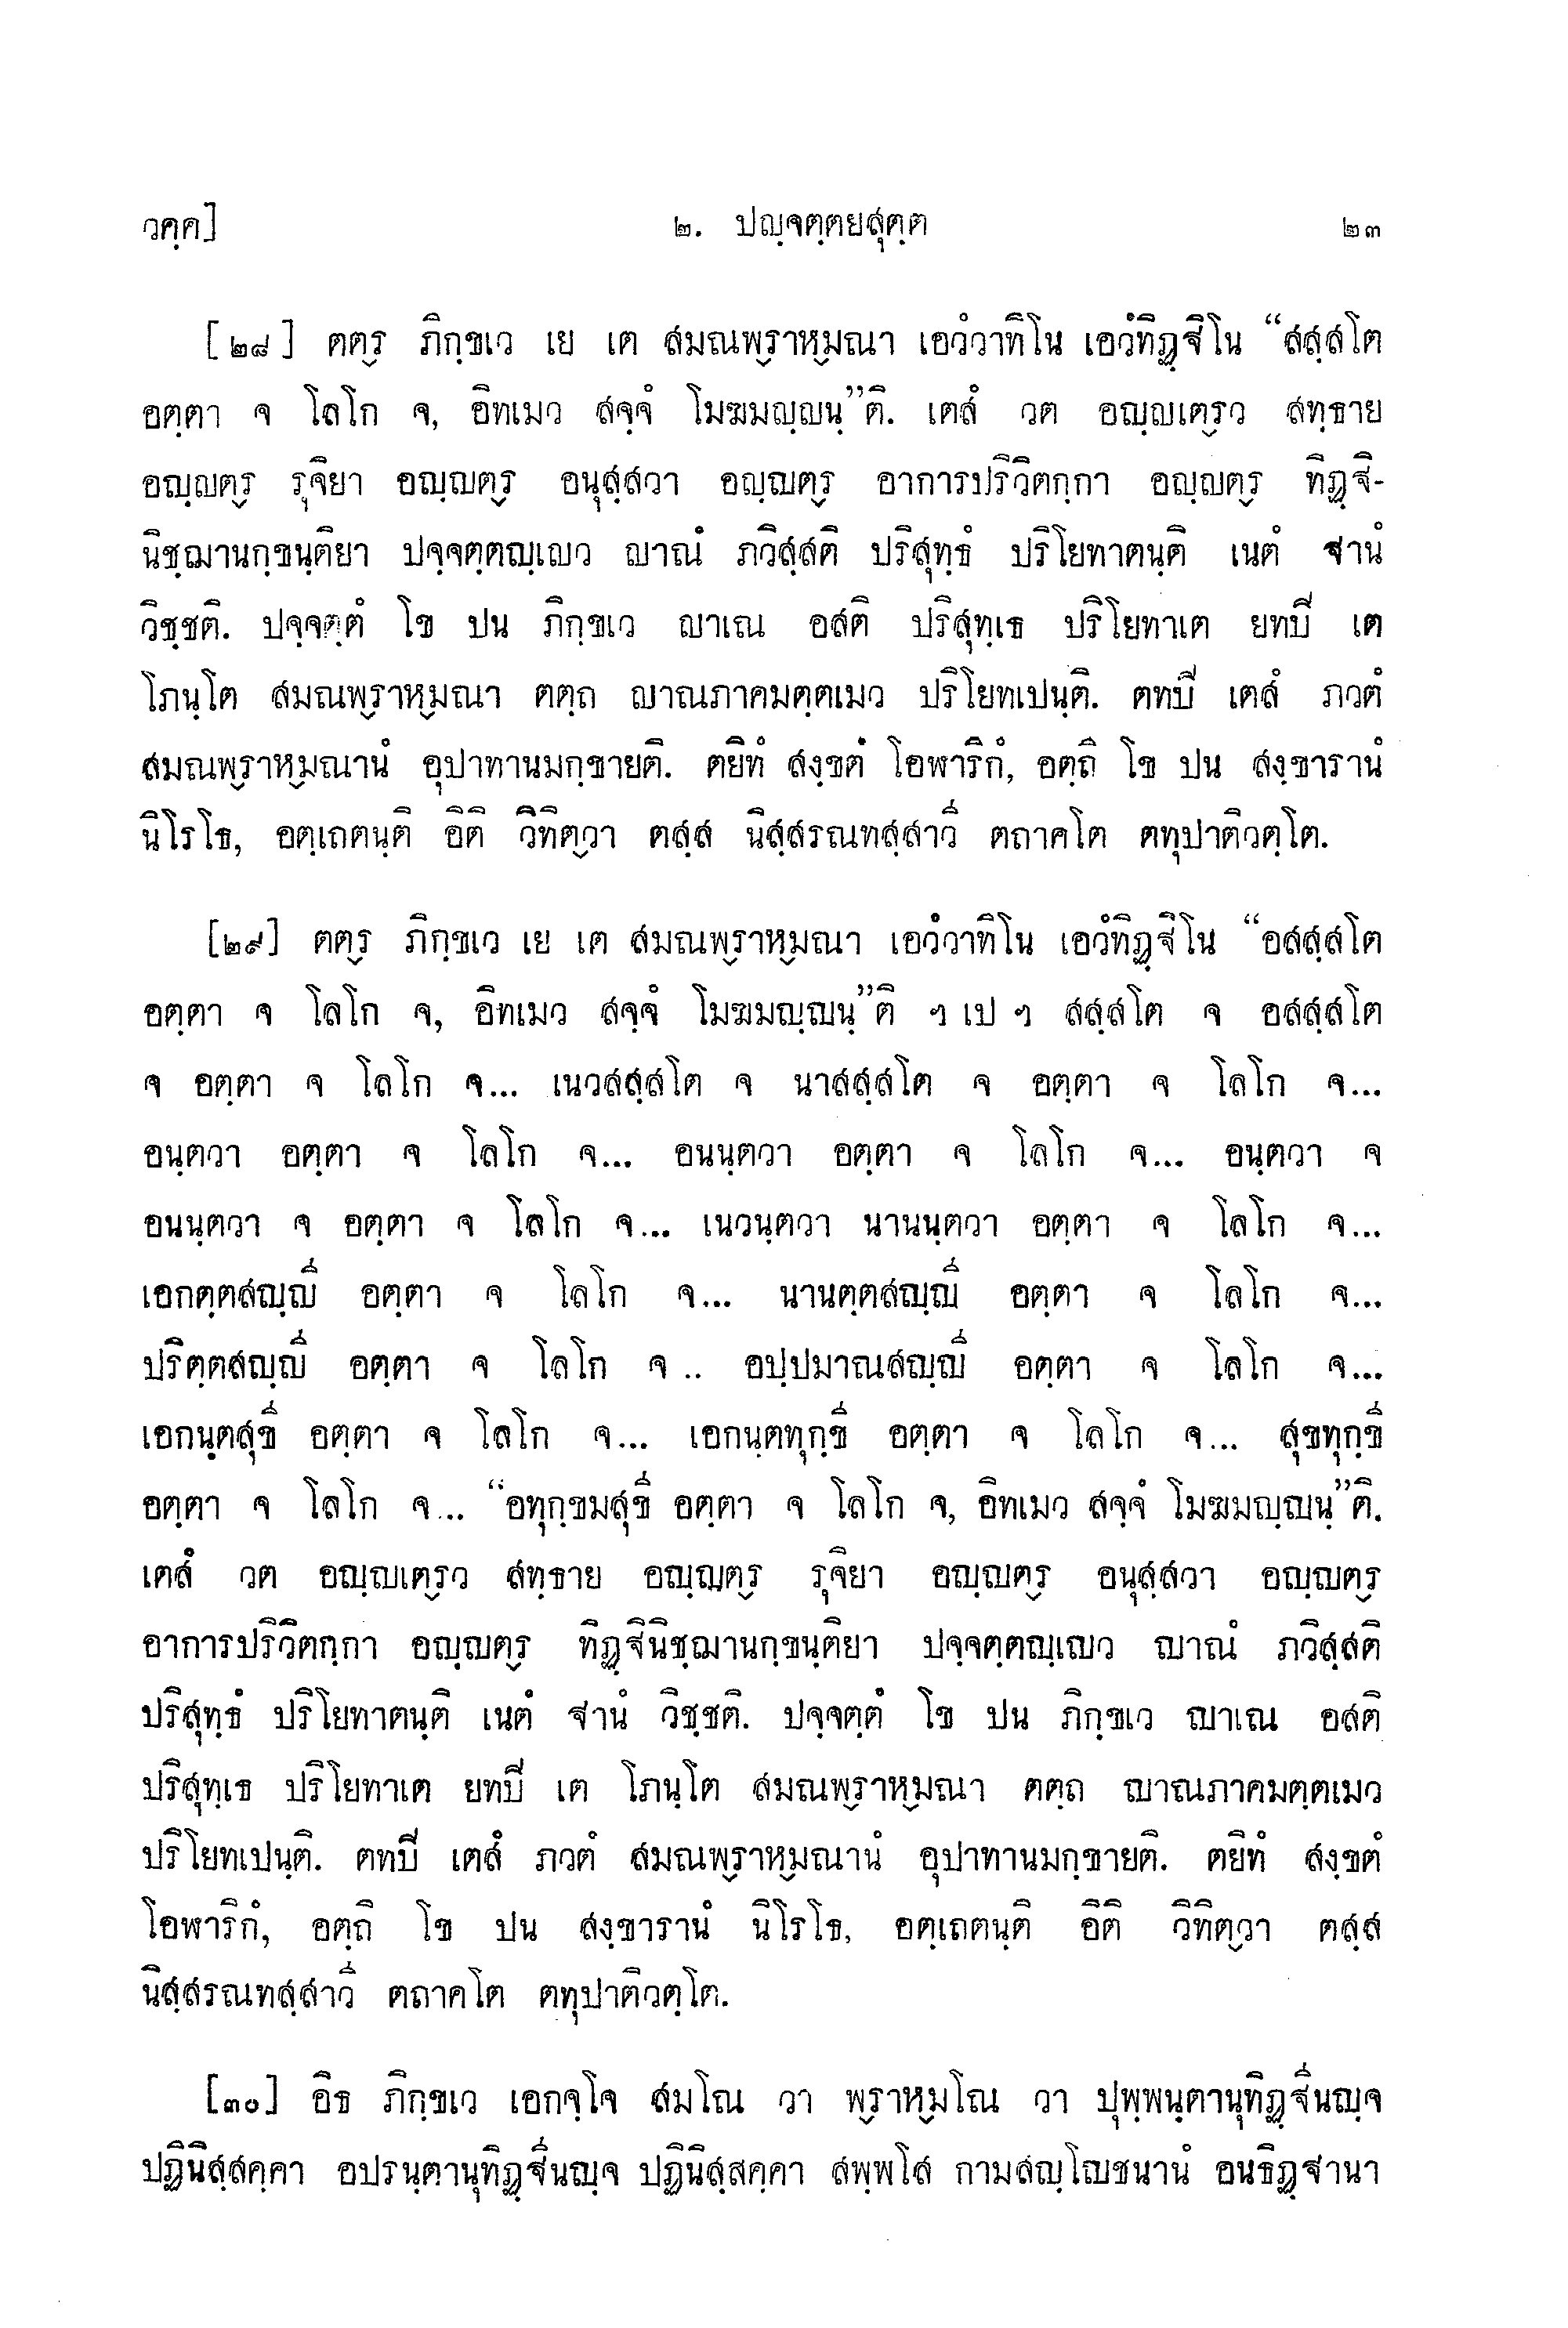 วคฺค]
๒. ปญฺจตฺตยสุตฺต
๒๓
[๒๘] ตต๎ร ภิกฺขเว เย เต สมณพ๎ราห๎มณา เอวํวาทิโน เอวํทิฏฺฐิโน “สสฺสโต
อตฺตา จ โลโก จ, อิทเมว สจฺจํ โมฆมญฺญนฺ”ติ. เตสํ วต อญฺญเต๎รว สทฺธาย
อญฺญต๎ร รุจิยา อญฺญต๎ร อนุสฺสวา อญฺญต๎ร อาการปริวิตกฺกา อญฺญต๎ร ทิฏฺฐิ-
นิชฺฌานกฺขนฺติยา ปจฺจตฺตญฺเญว ญาณํ ภวิสฺสติ ปริสุทฺธํ ปริโยทาตนฺติ เนตํ ฐานํ
วิชฺชติ. ปจฺจตฺตํ โข ปน ภิกฺขเว ญาเณ อสติ ปริสุทฺเธ ปริโยทาเต ยทปิ เต
โภนฺโต สมณพ๎ราห๎มณา ตตฺถ ญาณภาคมตฺตเมว ปริโยทเปนฺติ. ตทปิ เตสํ ภวตํ
สมณพ๎ราห๎มณานํ อุปาทานมกฺขายติ. ตยิทํ สงฺขตํ โอฬาริกํ, อตฺถิ โข ปน สงฺขารานํ
นิโรโธ, อตฺเถตนฺติ อิติ วิทิต๎วา ตสฺส นิสฺสรณทสฺสาวี ตถาคโต ตทุปาติวตฺโต.
[๒๙] ตต๎ร ภิกฺขเว เย เต สมณพ๎ราห๎มณา เอวํวาทิโน เอวํทิฏฺฐิโน “อสสฺสโต
อตฺตา จ โลโก จ, อิทเมว สจฺจํ โมฆมญฺญนฺ”ติ ฯ เป ฯ สสฺสโต จ อสสฺสโต
จ อตฺตา จ โลโก จ... เนวสสฺสโต จ นาสสฺสโต จ อตฺตา จ โลโก จ...
อนฺตวา อตฺตา จ โลโก จ... อนนฺตวา อตฺตา จ โลโก จ... อนฺตวา จ
อนนฺตวา จ อตฺตา จ โลโก จ... เนวนฺตวา นานนฺตวา อตฺตา จ โลโก จ...
เอกตฺตสญฺญี อตฺตา จ โลโก จ... นานตฺตสญฺญี อตฺตา จ โลโก จ...
ปริตฺตสญฺญี อตฺตา จ โลโก จ .. อปฺปมาณสญฺญี อตฺตา จ โลโก จ...
เอกนฺตสุขี อตฺตา จ โลโก จ... เอกนฺตทุกฺขี อตฺตา จ โลโก จ... สุขทุกฺขี
อตฺตา จ โลโก จ... “อทุกฺขมสุขี อตฺตา จ โลโก จ, อิทเมว สจฺจํ โมฆมญฺญนฺ”ติ.
เตสํ วต อญฺญเต๎รว สทฺธาย อญฺญต๎ร รุจิยา อญฺญต๎ร อนุสฺสวา อญฺญต๎ร
อาการปริวิตกฺกา อญฺญต๎ร ทิฏฺฐินิชฺฌานกฺขนฺติยา ปจฺจตฺตญฺเญว ญาณํ ภวิสฺสติ
ปริสุทฺธํ ปริโยทาตนฺติ เนตํ ฐานํ วิชฺชติ. ปจฺจตฺตํ โข ปน ภิกฺขเว ญาเณ อสติ
ปริสุทฺเธ ปริโยทาเต ยทปิ เต โภนฺโต สมณพ๎ราห๎มณา ตตฺถ ญาณภาคมตฺตเมว
ปริโยทเปนฺติ. ตทปิ เตสํ ภวตํ สมณพ๎ราห๎มณานํ อุปาทานมกฺขายติ. ตยิทํ สงฺขตํ
โอฬาริกํ, อตฺถิ โข ปน สงฺขารานํ นิโรโธ, อตฺเถตนฺติ อิติ วิทิต๎วา ตสฺส
นิสฺสรณทสฺสาวี ตถาคโต ตทุปาติวตฺโต.
[๓๐] อิธ ภิกฺขเว เอกจฺโจ สมโณ วา พ๎ราห๎มโณ วา ปุพฺพนฺตานุทิฏฺฐีนญฺจ
ปฏินิสฺสคฺคา อปรนฺตานุทิฏฺฐีนญฺจ ปฏินิสฺสคฺคา สพฺพโส กามสญฺโญชนานํ อนธิฏฺฐานา